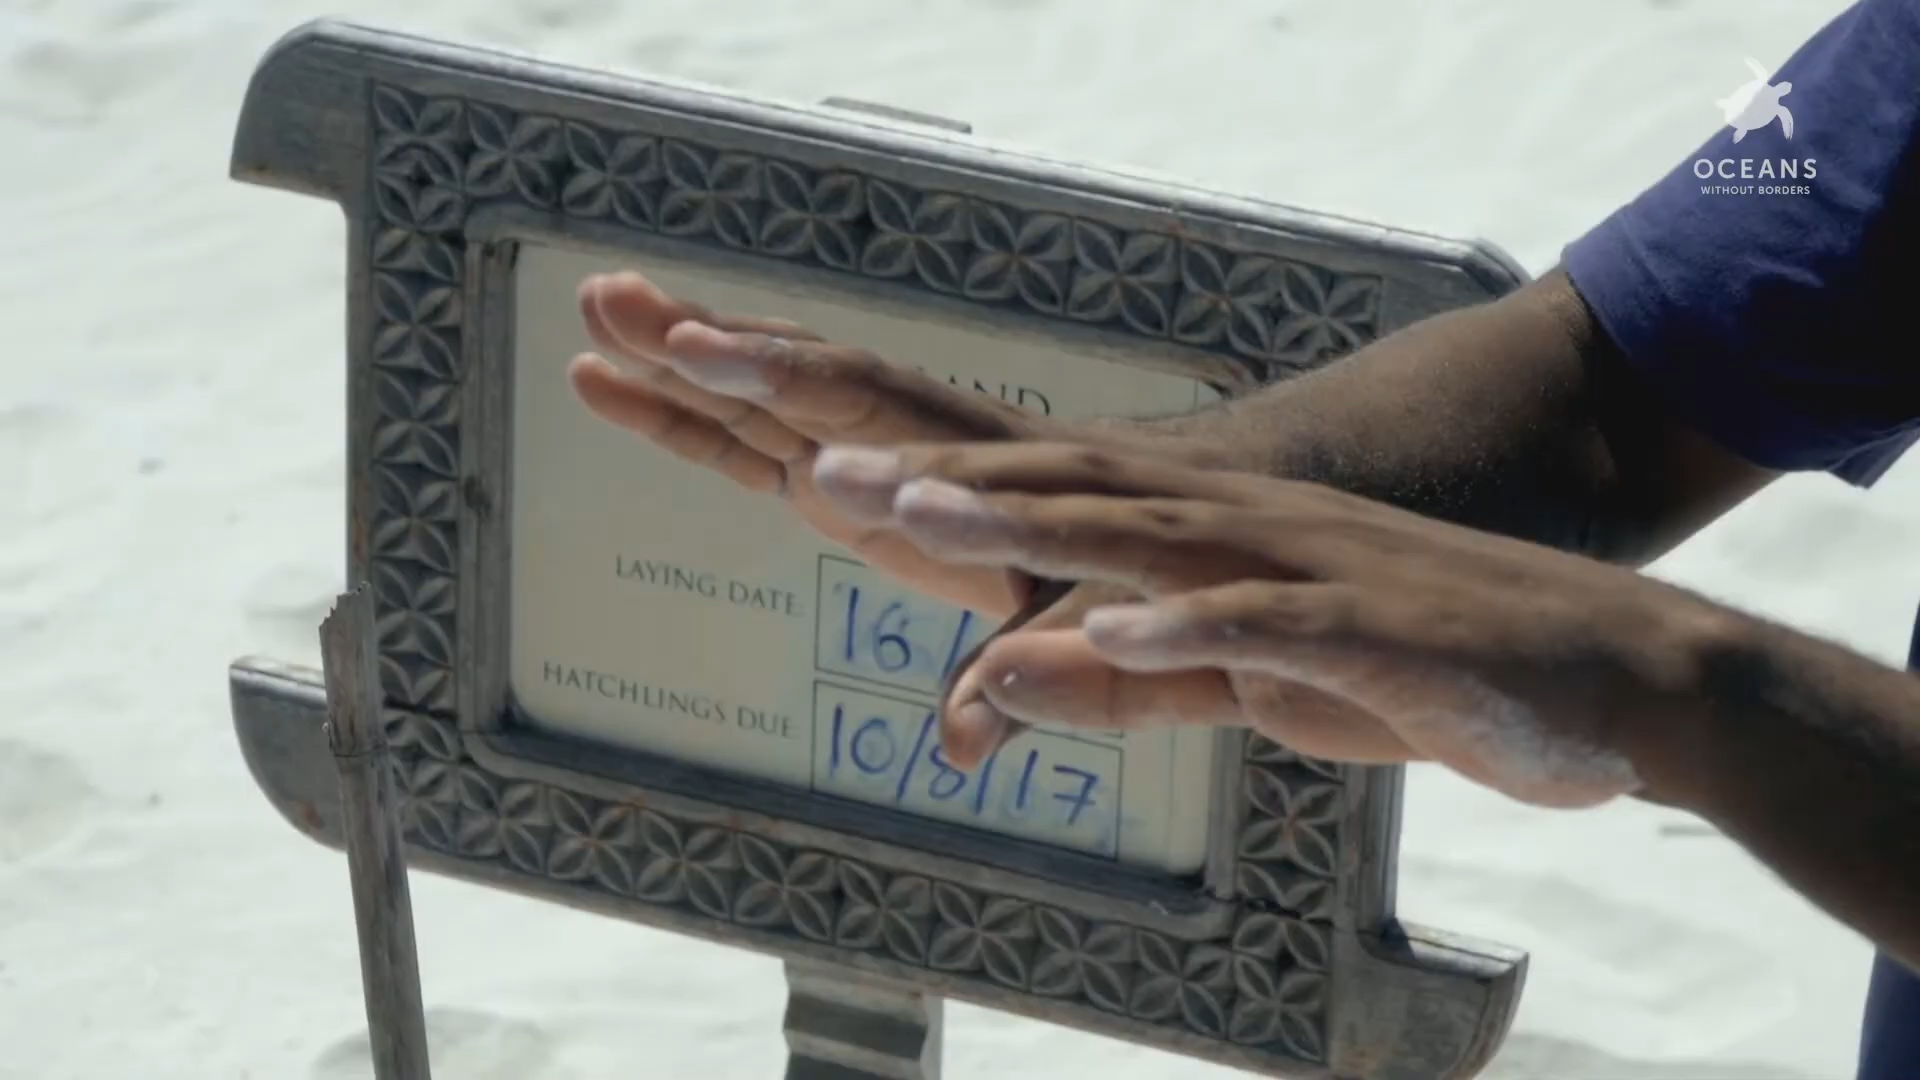 OCEANS
WITHOUT BORDERS
LAYING DATE: 16/
HATCHLINGS DUE: 10/8/17